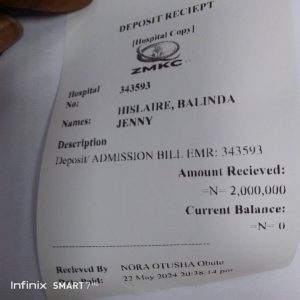 DEPOSIT RECIEPT
[Hospital Copy]
ZMKC
Hospital No: 343593
Names: HISLAIRE, BALINDA JENNY
Description
Deposit/ ADMISSION BILL EMR: 343593
Amount Recieved:
=N= 2,000,000
Current Balance:
=N= 0
Recieved By NORA OTUSHA Obute
22 May 2024 20:38:14
Infinix SMART 7